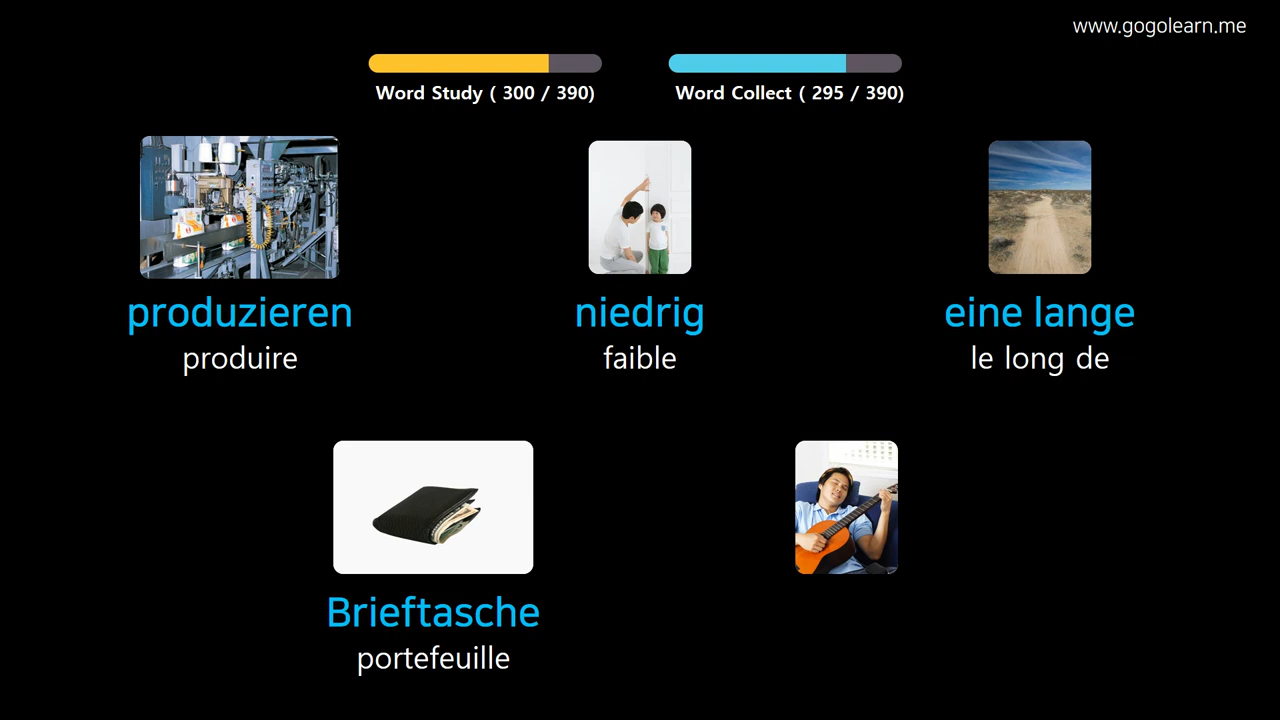 www.gogolearn.me
Word Study ( 300 / 390)
Word Collect ( 295 / 390)
produzieren
produire
niedrig
faible
eine lange
le long de
Brieftasche
portefeuille